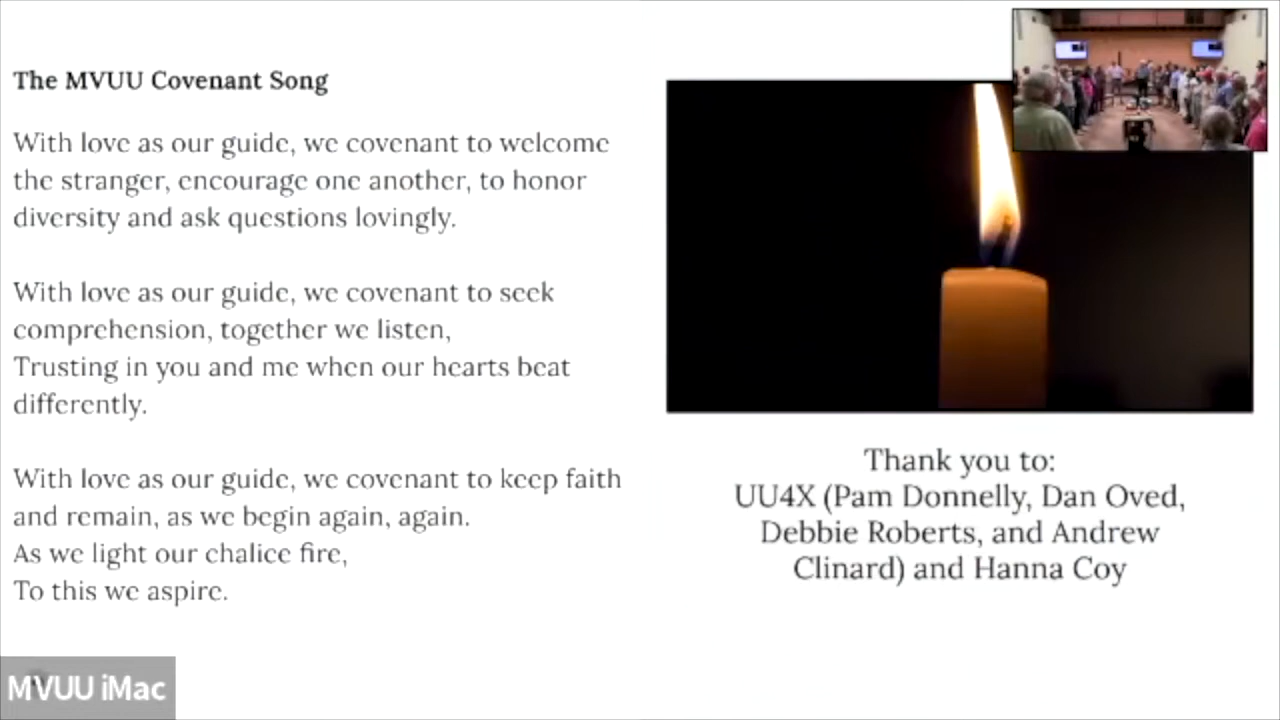 The MVUU Covenant Song
With love as our guide, we covenant to welcome
the stranger, encourage one another, to honor
diversity and ask questions lovingly.
With love as our guide, we covenant to seek
comprehension, together we listen,
Trusting in you and me when our hearts beat
differently.
With love as our guide, we covenant to keep faith
and remain, as we begin again, again.
As we light our chalice fire,
To this we aspire.
Thank you to:
UU4X (Pam Donnelly, Dan Oved,
Debbie Roberts, and Andrew
Clinard) and Hanna Coy
MVUU iMac